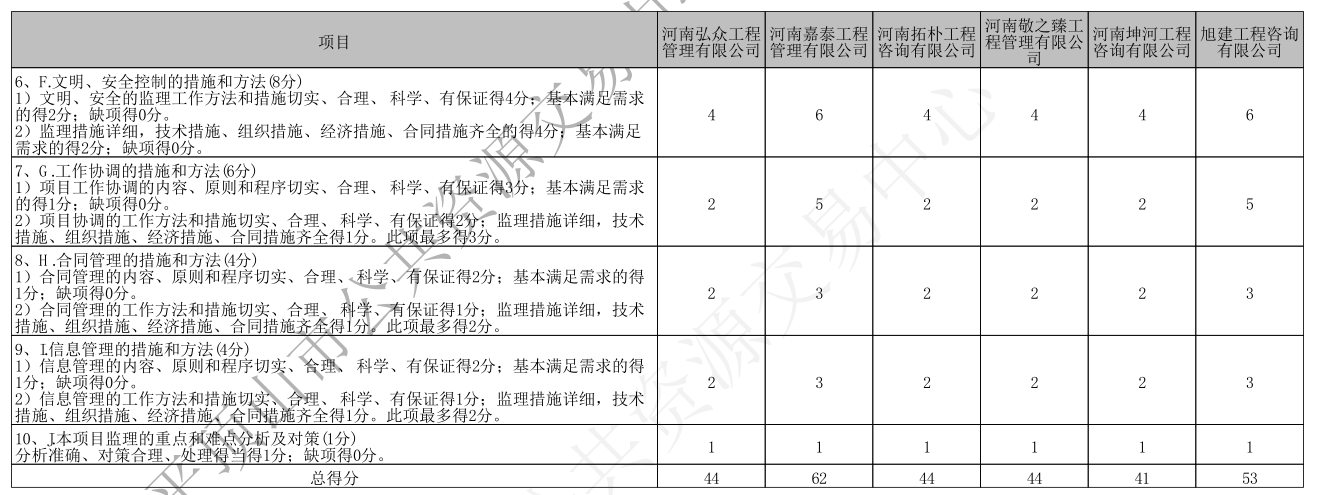 项目
河南弘众工程
管理有限公司
河南嘉泰工程
管理有限公司
河南拓朴工程
咨询有限公司
河南敬之臻工
程管理有限公
司
河南坤河工程
咨询有限公司
旭建工程咨询
有限公司
6、F.文明、安全控制的措施和方法(8分)
1）文明、安全的监理工作方法和措施切实、合理、 科学、有保证得4分；基本满足需求
的得2分；缺项得0分。
2）监理措施详细，技术措施、组织措施、经济措施、合同措施齐全的得4分；基本满足
需求的得2分；缺项得0分。
4 6 4 4 4 6
7、G.工作协调的措施和方法(6分)
1）项目工作协调的内容、原则和程序切实、合理、 科学、有保证得3分；基本满足需求
的得1分；缺项得0分。
2）项目协调的工作方法和措施切实、合理、 科学、有保证得2分；监理措施详细，技术
措施、组织措施、经济措施、合同措施齐全得1分。此项最多得3分。
2 5 2 2 2 5
8、H.合同管理的措施和方法(4分)
1）合同管理的内容、原则和程序切实、合理、 科学、有保证得2分；基本满足需求的得
1分；缺项得0分。
2）合同管理的工作方法和措施切实、合理、 科学、有保证得1分；监理措施详细，技术
措施、组织措施、经济措施、合同措施齐全得1分。此项最多得2分。
2 3 2 2 2 3
9、I.信息管理的措施和方法(4分)
1）信息管理的内容、原则和程序切实、合理、 科学、有保证得2分；基本满足需求的得
1分；缺项得0分。
2）信息管理的工作方法和措施切实、合理、 科学、有保证得1分；监理措施详细，技术
措施、组织措施、经济措施、合同措施齐全得1分。此项最多得2分。
2 3 2 2 2 3
10、J.本项目监理的重点和难点分析及对策(1分)
分析准确、对策合理、处理得当得1分；缺项得0分。
1 1 1 1 1 1
总得分 44 62 44 44 41 53
平顶山市公共资源交易
共资源交易中心